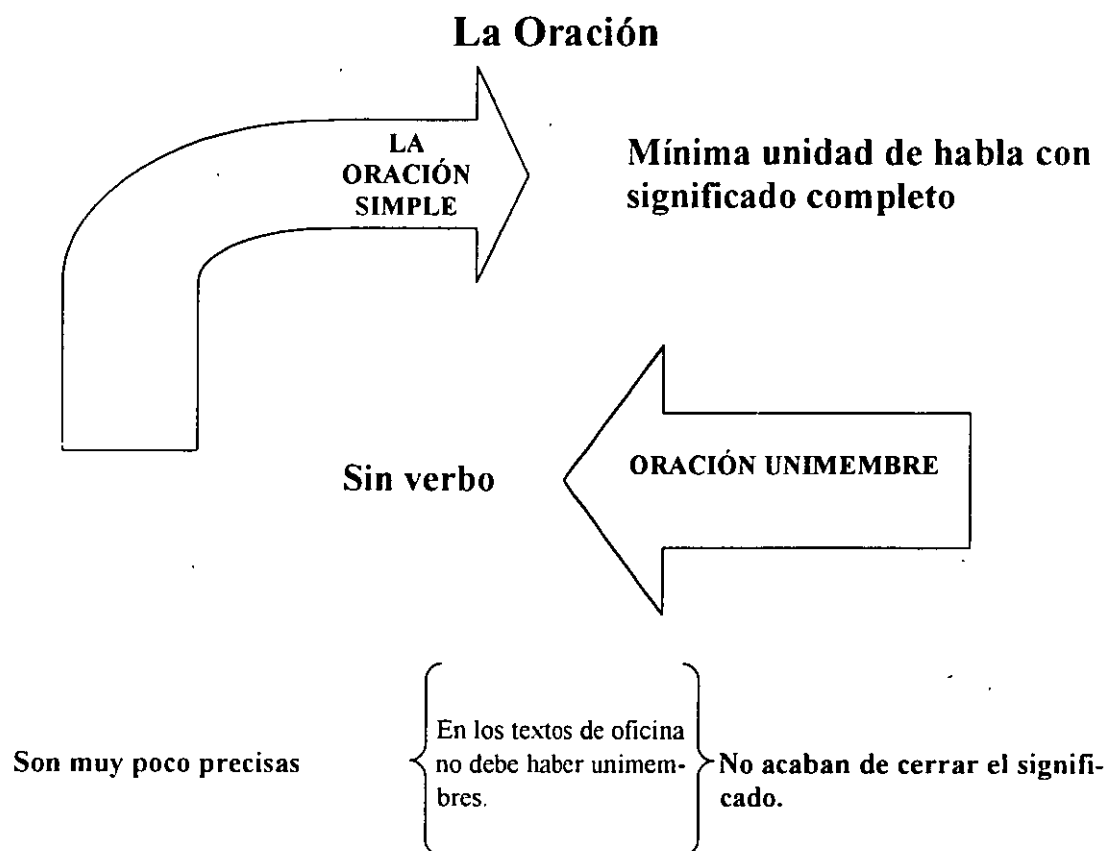 La Oración
LA
ORACIÓN
SIMPLE
Mínima unidad de habla con
significado completo
Sin verbo
ORACIÓN UNIMEMBRE
Son muy poco precisas
En los textos de oficina
no debe haber unimem-
bres.
No acaban de cerrar el signifi-
cado.